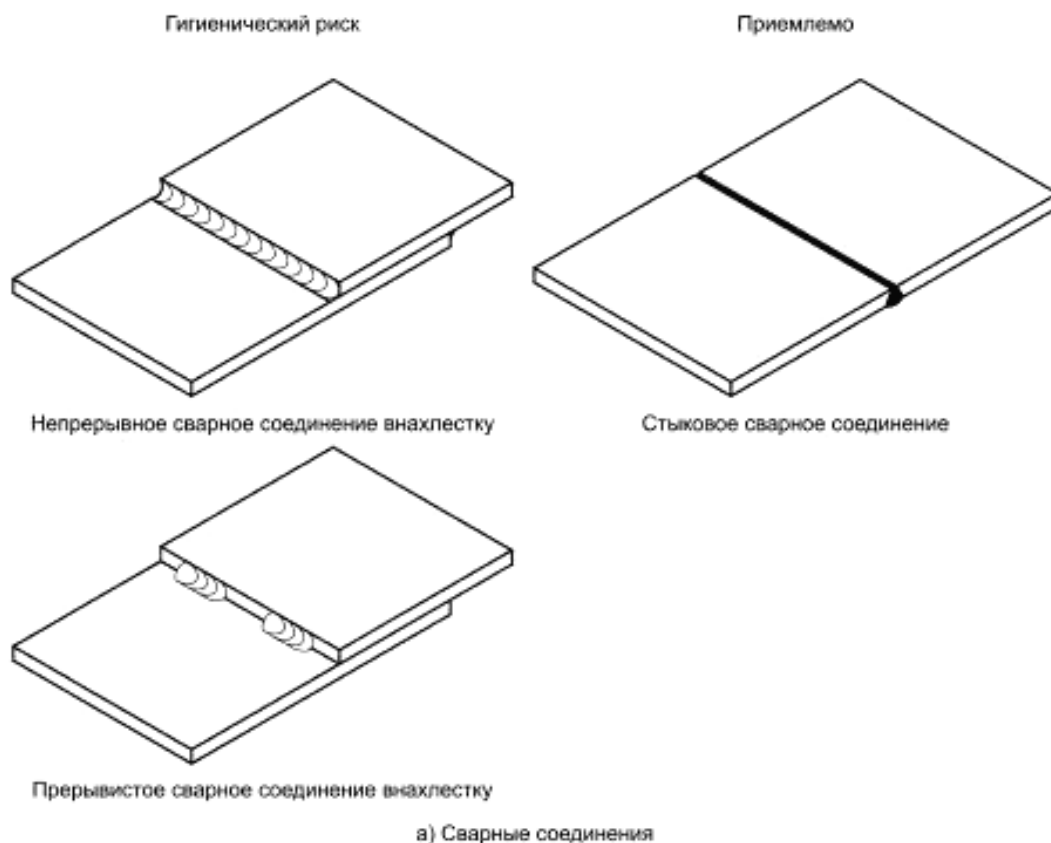 Гигиенический риск
Приемлемо
Непрерывное сварное соединение внахлестку
Стыковое сварное соединение
Прерывистое сварное соединение внахлестку
а) Сварные соединения